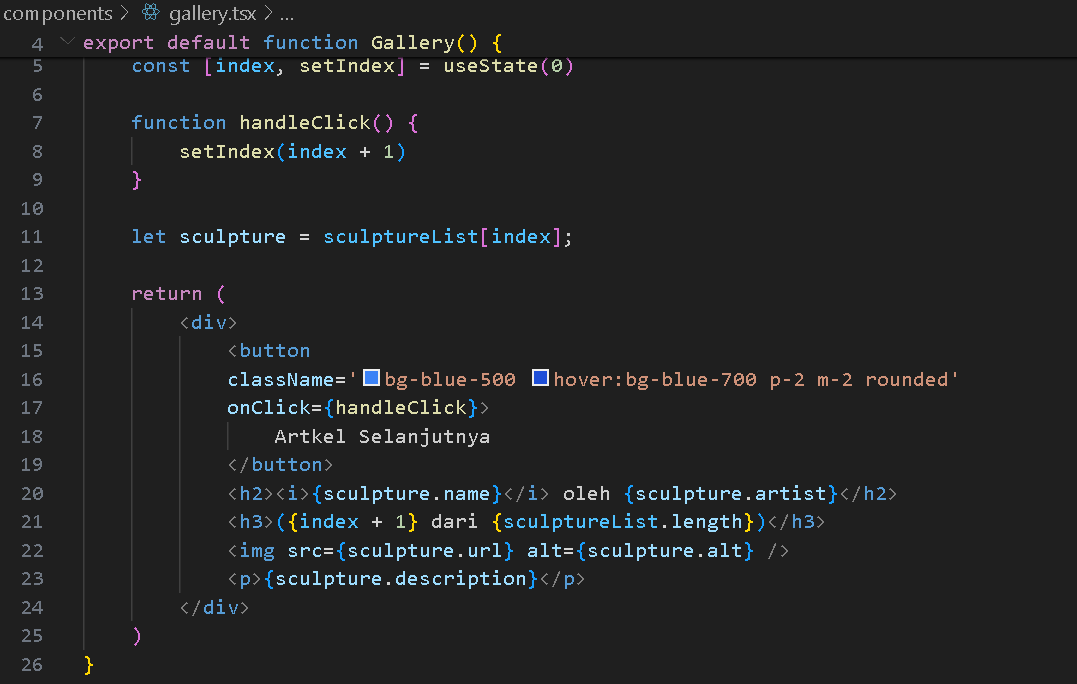 components > gallery.tsx > ...
4 export default function Gallery() {
5 const [index, setIndex] = useState(0)
6
7 function handleClick() {
8 setIndex(index + 1)
9 }
10
11 let sculpture = sculptureList[index];
12
13 return (
14 <div>
15 <button
16 className='bg-blue-500 hover:bg-blue-700 p-2 m-2 rounded'
17 onClick={handleClick}>
18 Artkel Selanjutnya
19 </button>
20 <h2><i>{sculpture.name}</i> oleh {sculpture.artist}</h2>
21 <h3>({index + 1} dari {sculptureList.length})</h3>
22 <img src={sculpture.url} alt={sculpture.alt} />
23 <p>{sculpture.description}</p>
24 </div>
25 )
26 }